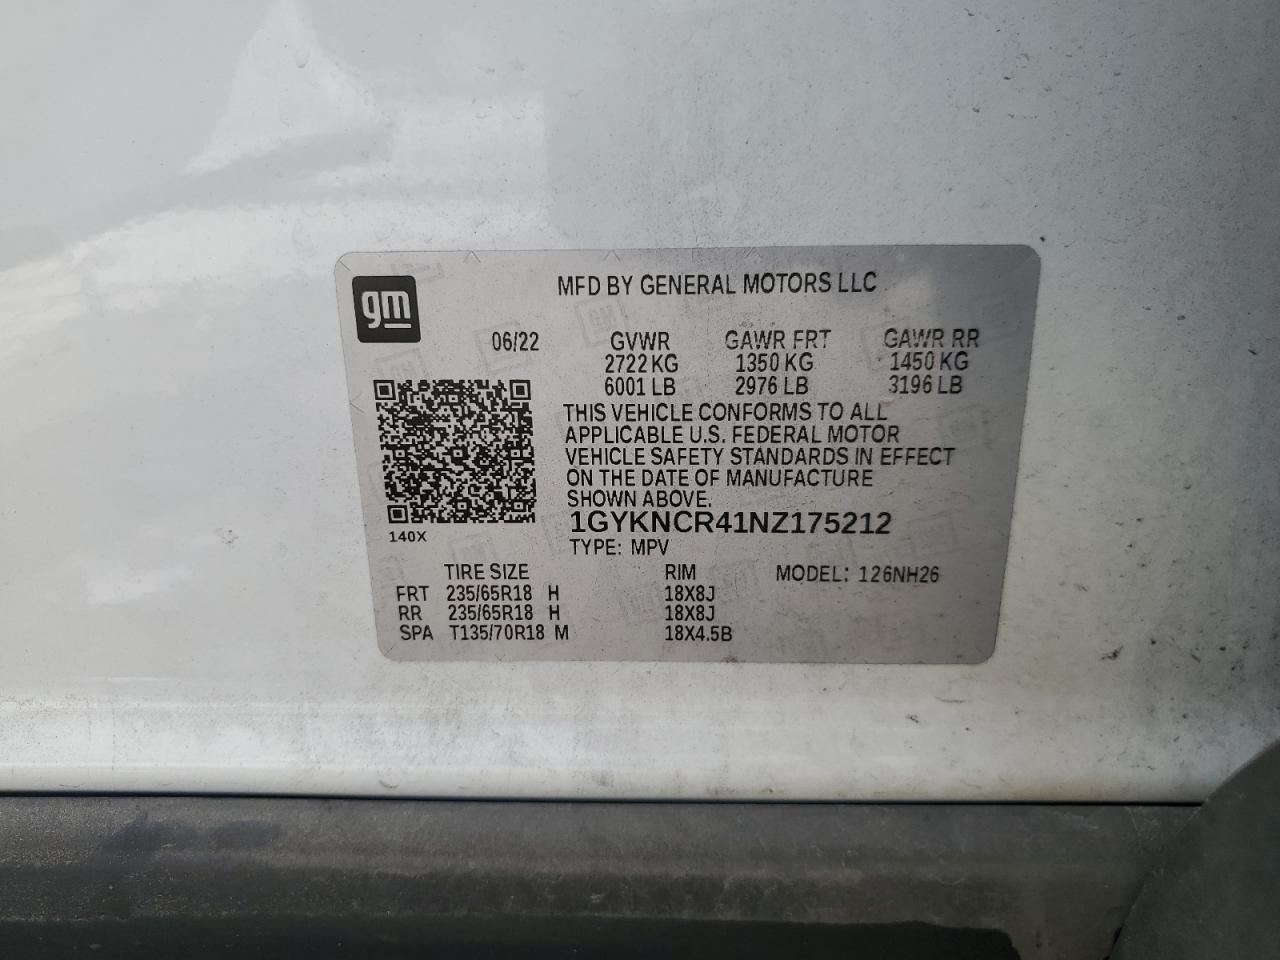 gm
MFD BY GENERAL MOTORS LLC
06/22 GVWR GAWR FRT GAWR RR
2722 KG 1350 KG 1450 KG
6001 LB 2976 LB 3196 LB
THIS VEHICLE CONFORMS TO ALL
APPLICABLE U.S. FEDERAL MOTOR
VEHICLE SAFETY STANDARDS IN EFFECT
ON THE DATE OF MANUFACTURE
SHOWN ABOVE.
1GYKNCR41NZ175212
140X
TYPE: MPV
TIRE SIZE RIM MODEL: 126NH26
FRT 235/65R18 H 18X8J
RR 235/65R18 H 18X8J
SPA T135/70R18 M 18X4.5B